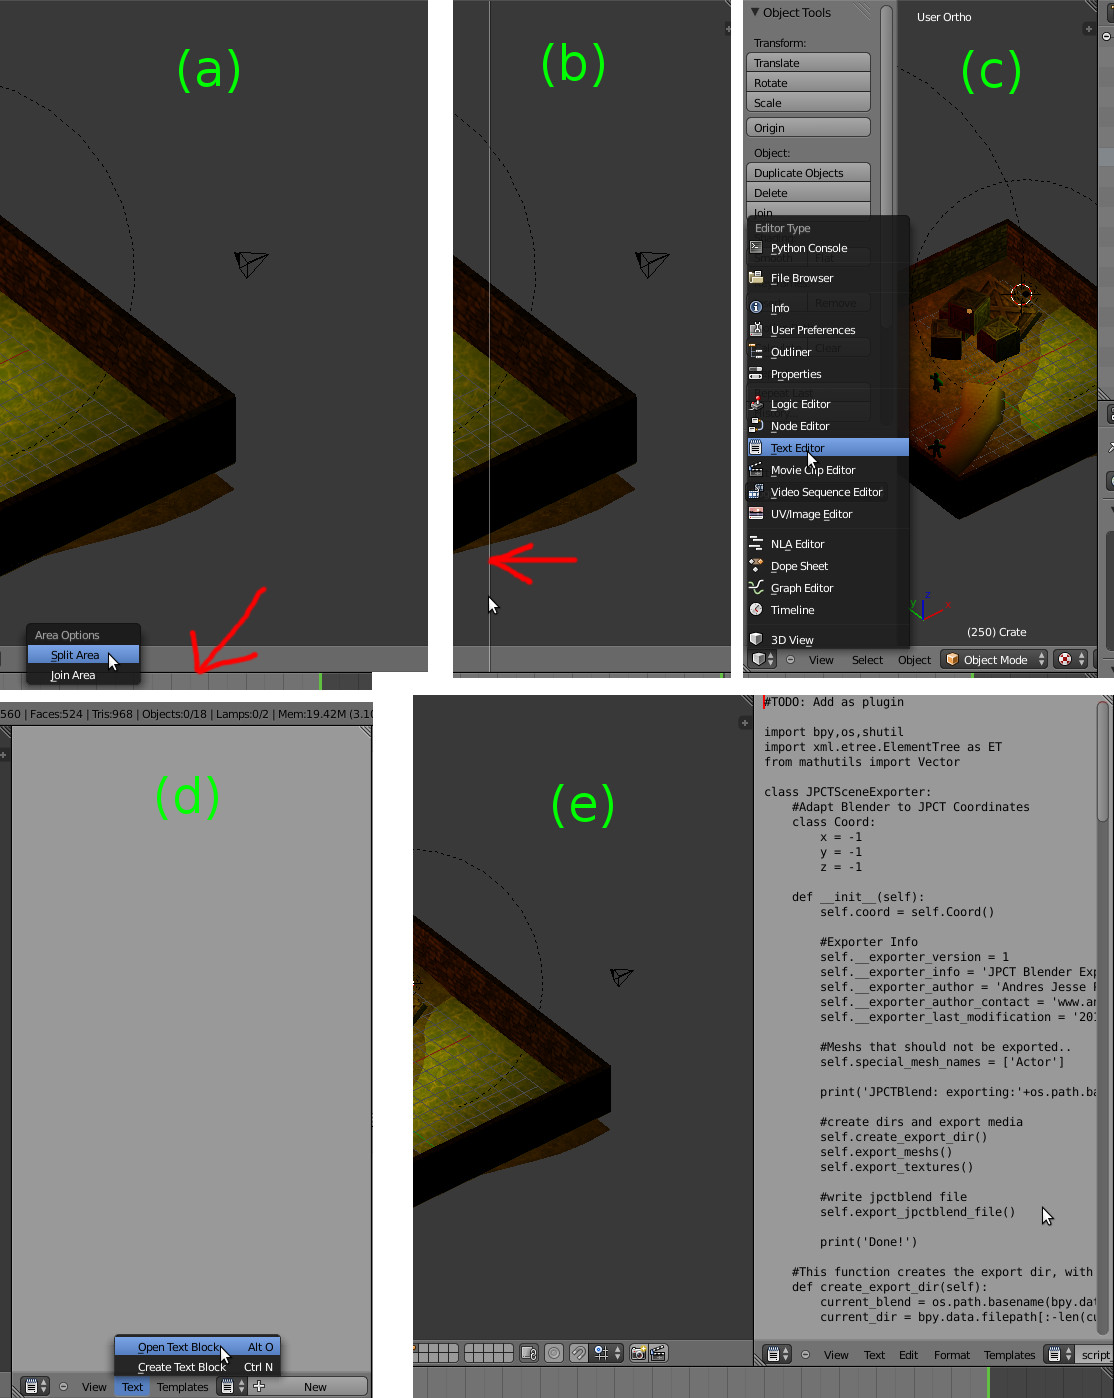 (a)
Area Options
Split Area
Join Area
(b)
(c)
Object Tools
User Ortho
Transform:
Translate
Rotate
Scale
Origin
Object:
Duplicate Objects
Delete
Join
Editor Type
Python Console
File Browser
Info
User Preferences
Outliner
Properties
Logic Editor
Node Editor
Text Editor
Movie Clip Editor
Video Sequence Editor
UV/Image Editor
NLA Editor
Dope Sheet
Graph Editor
Timeline
3D View
z
y
x
(250) Crate
View Select Object Object Mode
560 | Faces:524 | Tris:968 | Objects:0/18 | Lamps:0/2 | Mem:19.42M (3.1
(d)
Open Text Block Alt O
Create Text Block Ctrl N
View Text Templates New
(e)
#TODO: Add as plugin
import bpy,os,shutil
import xml.etree.ElementTree as ET
from mathutils import Vector
class JPCTSceneExporter:
#Adapt Blender to JPCT Coordinates
class Coord:
x = -1
y = -1
z = -1
def __init__(self):
self.coord = self.Coord()
#Exporter Info
self.__exporter_version = 1
self.__exporter_info = 'JPCT Blender Exp
self.__exporter_author = 'Andres Jesse
self.__exporter_author_contact = 'www.an
self.__exporter_last_modification = '201
#Meshs that should not be exported..
self.special_mesh_names = ['Actor']
print('JPCTBlend: exporting:'+os.path.ba
#create dirs and export media
self.create_export_dir()
self.export_meshs()
self.export_textures()
#write jpctblend file
self.export_jpctblend_file()
print('Done!')
#This function creates the export dir, with
def create_export_dir(self):
current_blend = os.path.basename(bpy.dat
current_dir = bpy.data.filepath[:-len(cu
View Text Edit Format Templates script